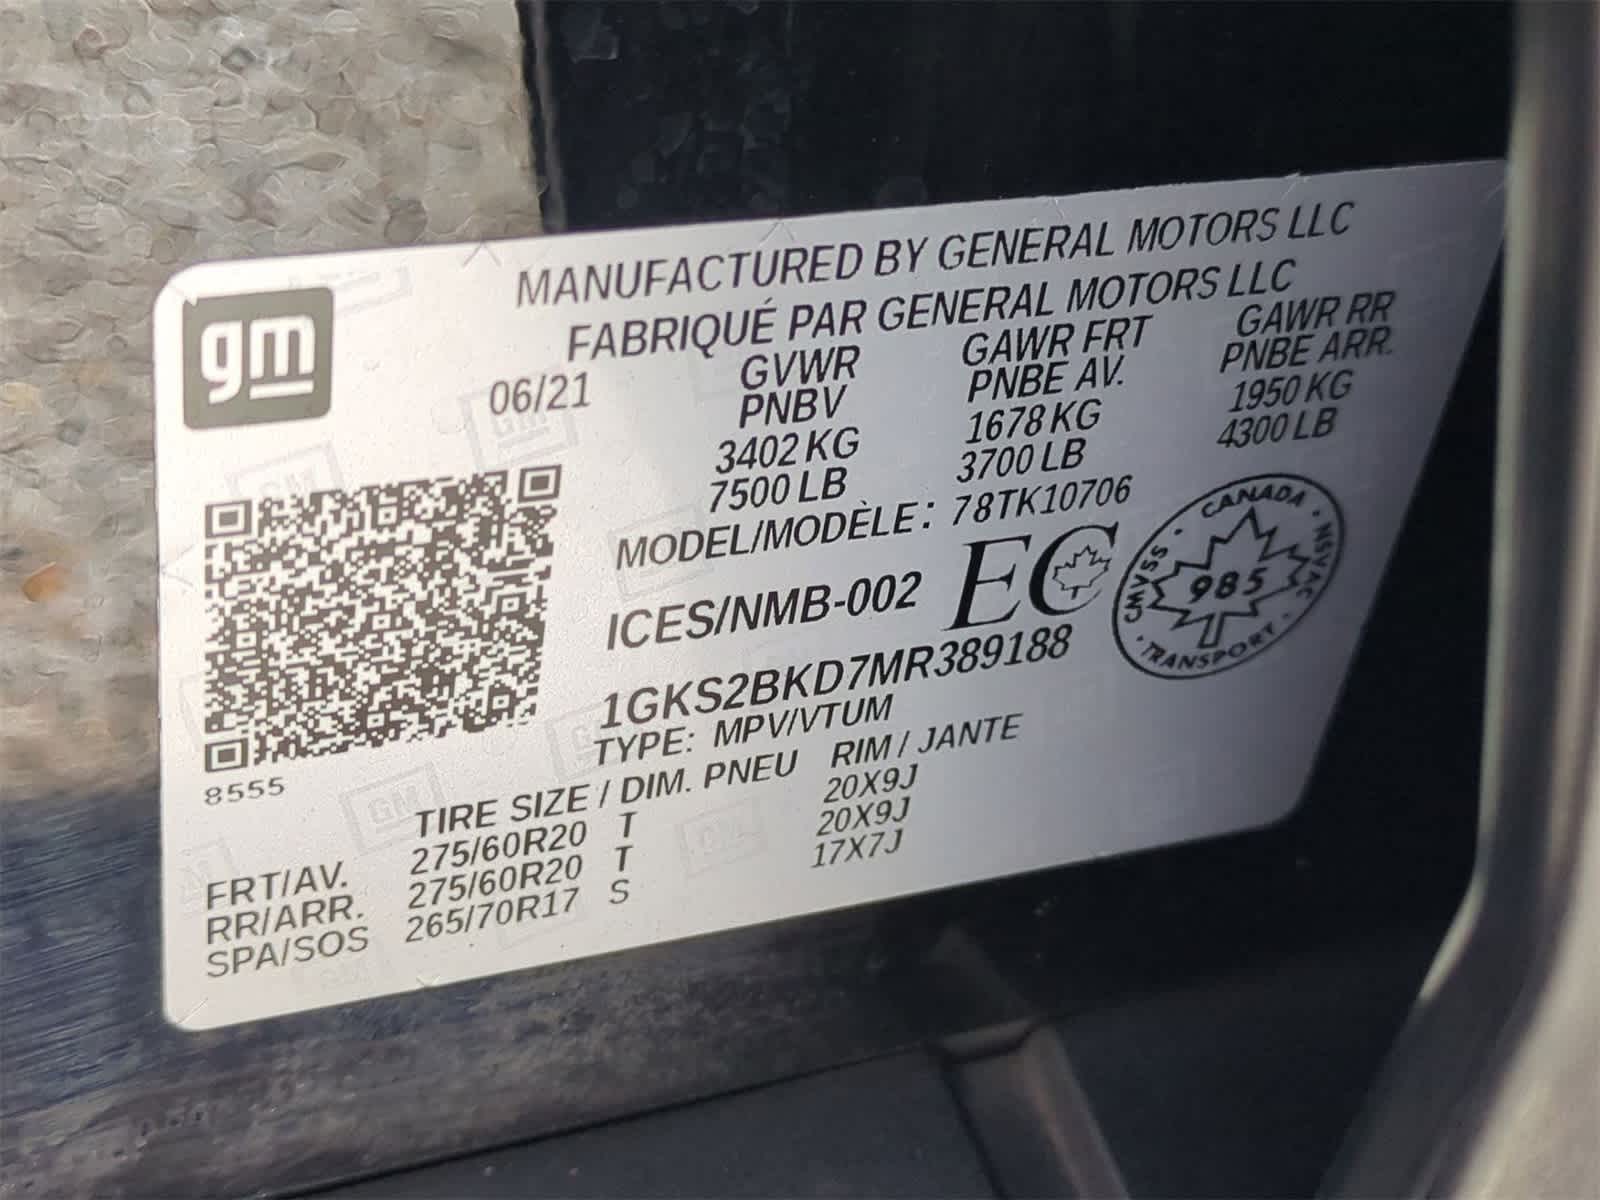 gm
MANUFACTURED BY GENERAL MOTORS LLC
FABRIQUÉ PAR GENERAL MOTORS LLC
06/21 GVWR GAWR FRT GAWR RR
PNBV PNBE AV. PNBE ARR.
3402 KG 1678 KG 1950 KG
7500 LB 3700 LB 4300 LB
MODEL/MODÈLE: 78TK10706
ICES/NMB-002 EC
CANADA · NSVAC · TRANSPORT · CMVSS ·
985
1GKS2BKD7MR389188
TYPE: MPV/VTUM
8555
TIRE SIZE / DIM. PNEU RIM / JANTE
FRT/AV. 275/60R20 T 20X9J
RR/ARR. 275/60R20 T 20X9J
SPA/SOS 265/70R17 S 17X7J